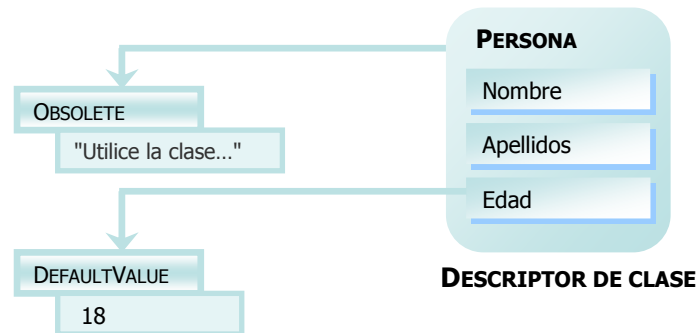 PERSONA
Nombre
OBSOLETE
"Utilice la clase…"
Apellidos
Edad
DEFAULTVALUE
18
DESCRIPTOR DE CLASE